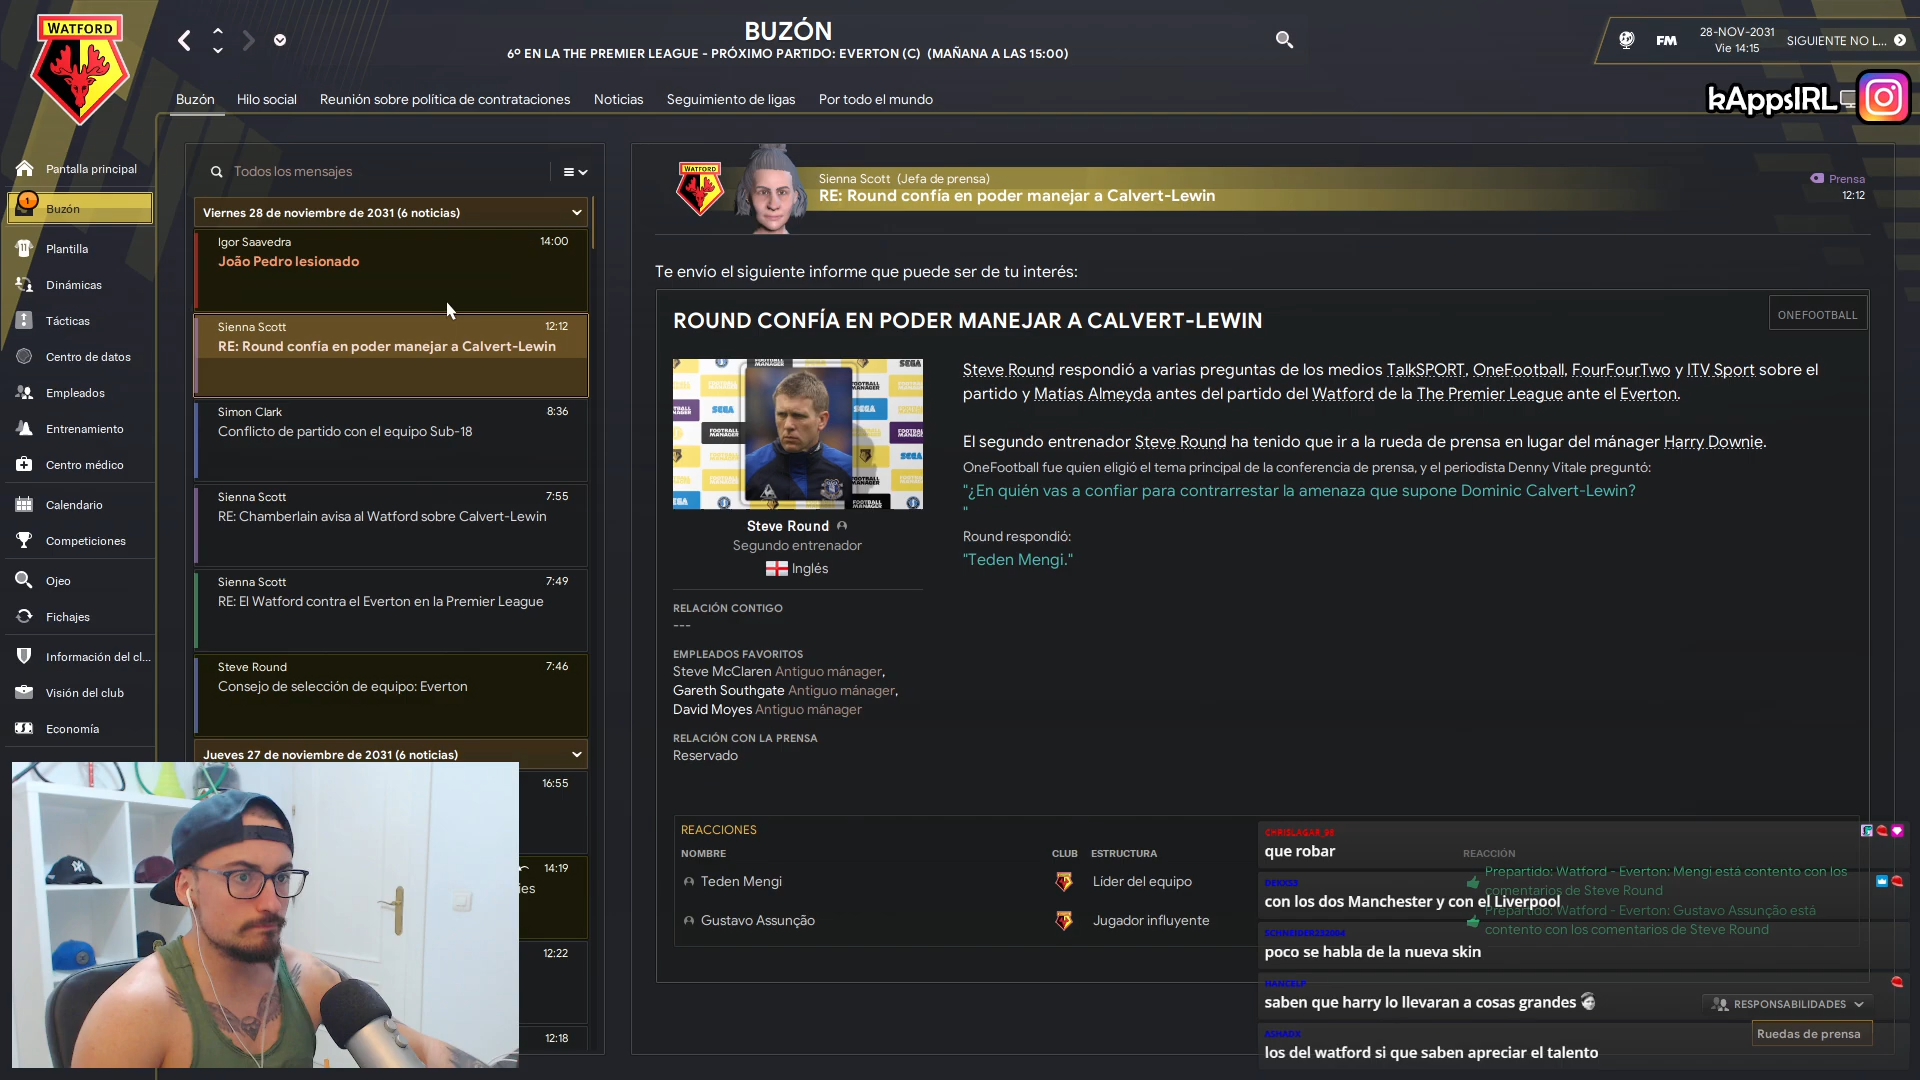 WATFORD
BUZÓN
6º EN LA THE PREMIER LEAGUE - PRÓXIMO PARTIDO: EVERTON (C) (MAÑANA A LAS 15:00)
FM
28-NOV-2031
Vie 14:15
SIGUIENTE NO L...
Buzón
Hilo social
Reunión sobre política de contrataciones
Noticias
Seguimiento de ligas
Por todo el mundo
kAppsIRL
Pantalla principal
1
Buzón
Plantilla
Dinámicas
Tácticas
Centro de datos
Empleados
Entrenamiento
Centro médico
Calendario
Competiciones
Ojeo
Fichajes
Información del cl...
Visión del club
Economía
Todos los mensajes
Viernes 28 de noviembre de 2031 (6 noticias)
Igor Saavedra 14:00
João Pedro lesionado
Sienna Scott 12:12
RE: Round confía en poder manejar a Calvert-Lewin
Simon Clark 8:36
Conflicto de partido con el equipo Sub-18
Sienna Scott 7:55
RE: Chamberlain avisa al Watford sobre Calvert-Lewin
Sienna Scott 7:49
RE: El Watford contra el Everton en la Premier League
Steve Round 7:46
Consejo de selección de equipo: Everton
Jueves 27 de noviembre de 2031 (6 noticias)
16:55
14:19
ies
12:22
12:18
WATFORD
Sienna Scott (Jefa de prensa)
RE: Round confía en poder manejar a Calvert-Lewin
Prensa
12:12
Te envío el siguiente informe que puede ser de tu interés:
ROUND CONFÍA EN PODER MANEJAR A CALVERT-LEWIN
ONEFOOTBALL
Steve Round respondió a varias preguntas de los medios TalkSPORT, OneFootball, FourFourTwo y ITV Sport sobre el
partido y Matías Almeyda antes del partido del Watford de la The Premier League ante el Everton.
El segundo entrenador Steve Round ha tenido que ir a la rueda de prensa en lugar del mánager Harry Downie.
OneFootball fue quien eligió el tema principal de la conferencia de prensa, y el periodista Denny Vitale preguntó:
"¿En quién vas a confiar para contrarrestar la amenaza que supone Dominic Calvert-Lewin?
"
Round respondió:
"Teden Mengi."
SEGA
FOOTBALL MANAGER
Steve Round
Segundo entrenador
Inglés
RELACIÓN CONTIGO
---
EMPLEADOS FAVORITOS
Steve McClaren Antiguo mánager,
Gareth Southgate Antiguo mánager,
David Moyes Antiguo mánager
RELACIÓN CON LA PRENSA
Reservado
REACCIONES
NOMBRE CLUB ESTRUCTURA REACCIÓN
Teden Mengi Líder del equipo
Prepartido: Watford - Everton: Mengi está contento con los
comentarios de Steve Round
Gustavo Assunção Jugador influyente
Prepartido: Watford - Everton: Gustavo Assunção está
contento con los comentarios de Steve Round
CHRISLAGAR_95
que robar
con los dos Manchester y con el Liverpool
poco se habla de la nueva skin
saben que harry lo llevaran a cosas grandes
los del watford si que saben apreciar el talento
RESPONSABILIDADES
Ruedas de prensa